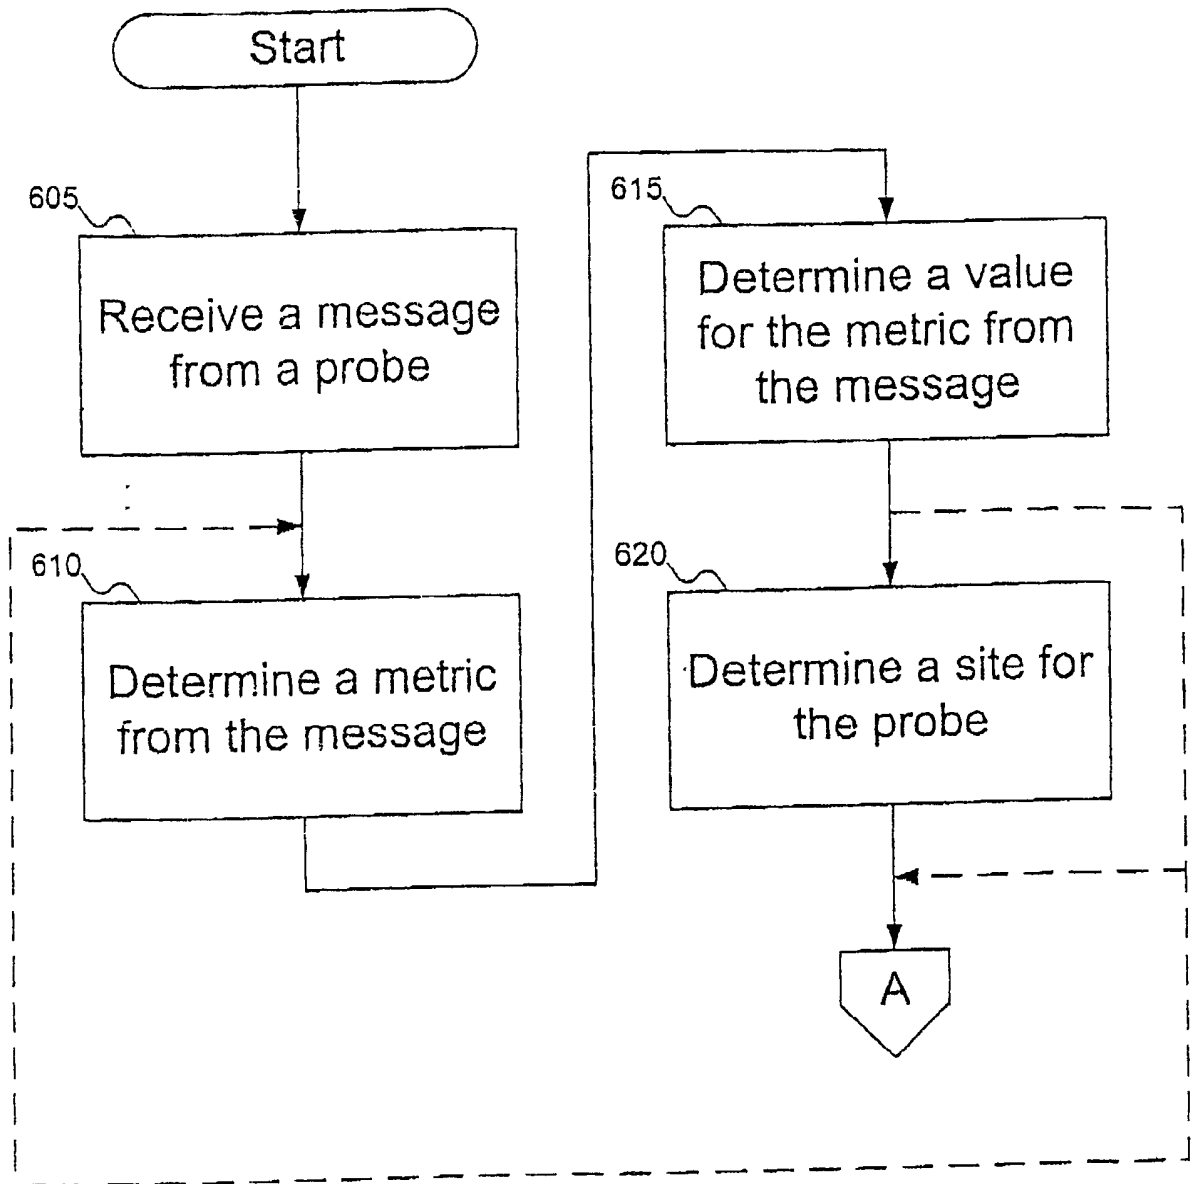 Start
605
Receive a message
from a probe
610
Determine a metric
from the message
615
Determine a value
for the metric from
the message
620
Determine a site for
the probe
A